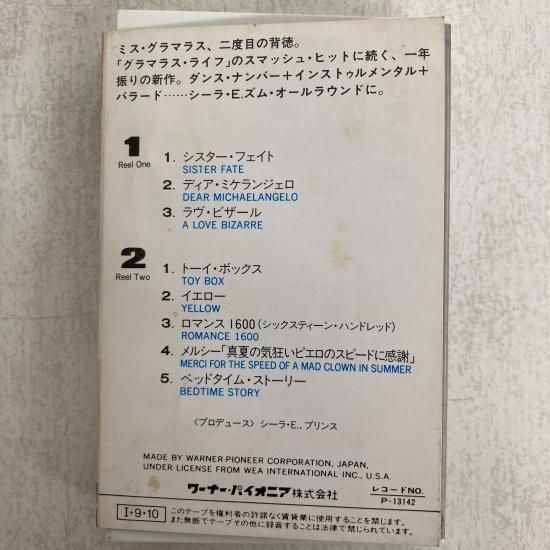 ミス・グラマラス、二度目の背徳。
「グラマラス・ライフ」のスマッシュ・ヒットに続く、一年
振りの新作。ダンス・ナンバー+インストゥルメンタル+
バラード……シーラ・E.ズム・オールラウンドに。
1
Reel One
1. シスター・フェイト
SISTER FATE
2. ディア・ミケランジェロ
DEAR MICHAELANGELO
3. ラヴ・ビザール
A LOVE BIZARRE
2
Reel Two
1. トーイ・ボックス
TOY BOX
2. イエロー
YELLOW
3. ロマンス1600(シックスティーン・ハンドレッド)
ROMANCE 1600
4. メルシー「真夏の気狂いピエロのスピードに感謝」
MERCI FOR THE SPEED OF A MAD CLOWN IN SUMMER
5. ベッドタイム・ストーリー
BEDTIME STORY
〈プロデュース〉シーラ・E.、プリンス
MADE BY WARNER-PIONEER CORPORATION, JAPAN,
UNDER LICENSE FROM WEA INTERNATIONAL INC., U.S.A.
ワーナー・パイオニア株式会社
レコードNO.
P-13142
I・9・10
このテープを権利者の許諾なく賃貸業に使用することを禁じます。
また無断でテープその他に録音することは法律で禁じられています。